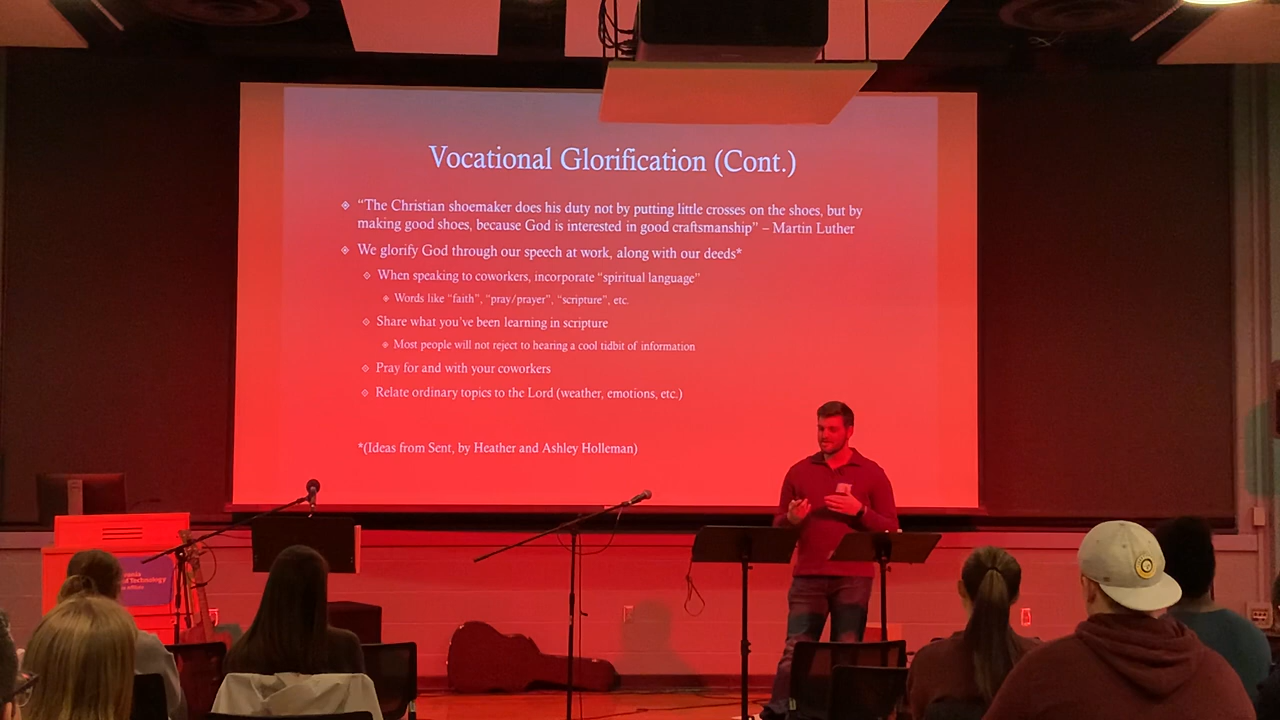 Vocational Glorification (Cont.)
“The Christian shoemaker does his duty not by putting little crosses on the shoes, but by
making good shoes, because God is interested in good craftsmanship” – Martin Luther
We glorify God through our speech at work, along with our deeds*
When speaking to coworkers, incorporate “spiritual language”
Words like “faith”, “pray/prayer”, “scripture”, etc.
Share what you’ve been learning in scripture
Most people will not reject to hearing a cool tidbit of information
Pray for and with your coworkers
Relate ordinary topics to the Lord (weather, emotions, etc.)
*(Ideas from Sent, by Heather and Ashley Holleman)
Technology